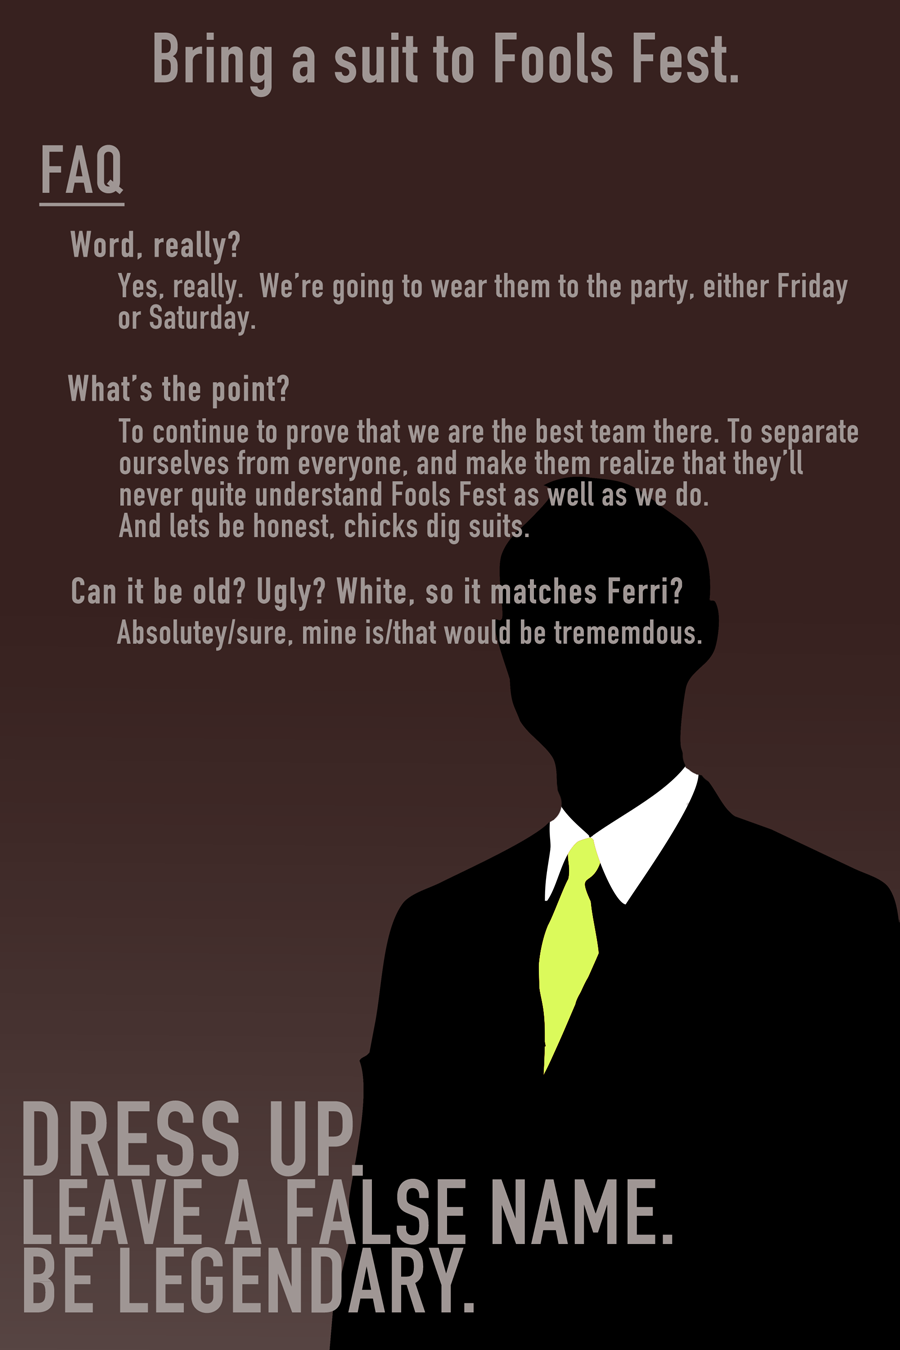 Bring a suit to Fools Fest.
FAQ
Word, really?
Yes, really. We’re going to wear them to the party, either Friday
or Saturday.
What’s the point?
To continue to prove that we are the best team there. To separate
ourselves from everyone, and make them realize that they’ll
never quite understand Fools Fest as well as we do.
And lets be honest, chicks dig suits.
Can it be old? Ugly? White, so it matches Ferri?
Absolutey/sure, mine is/that would be trememdous.
DRESS UP.
LEAVE A FALSE NAME.
BE LEGENDARY.